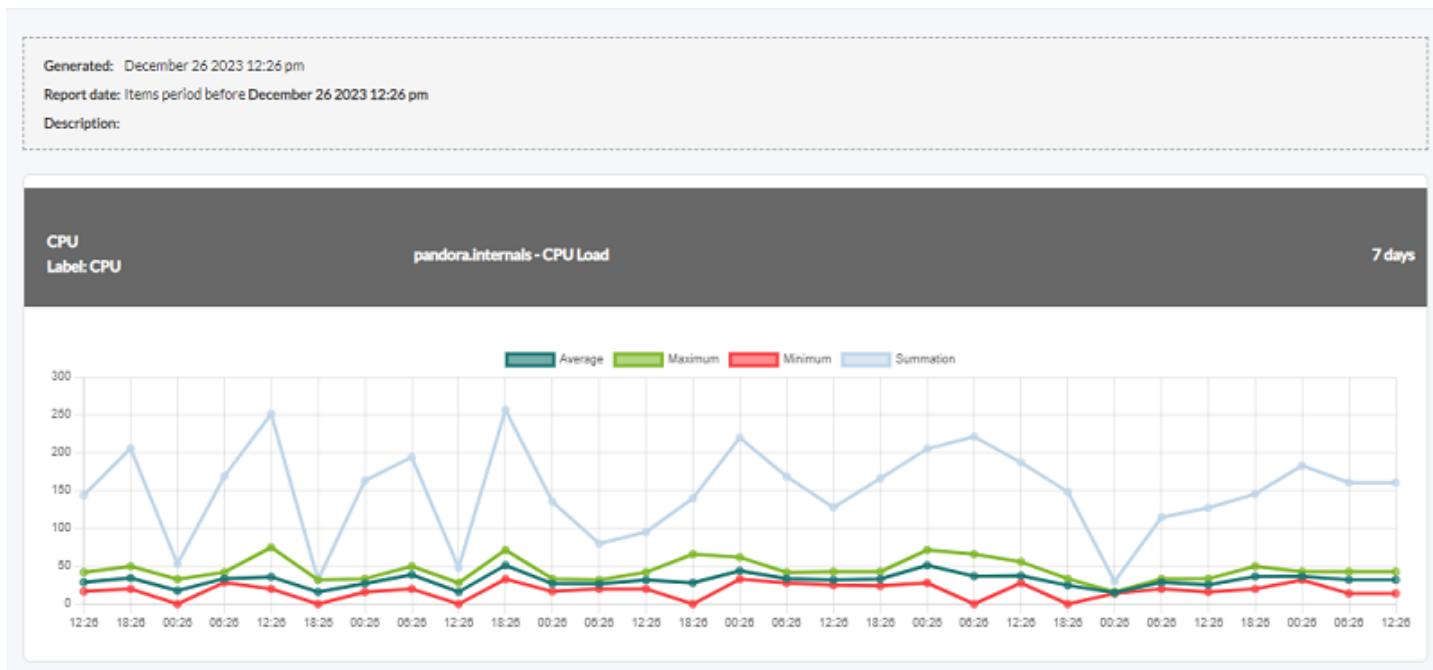 Generated: December 26 2023 12:26 pm
Report date: Items period before December 26 2023 12:26 pm
Description:
CPU
Label: CPU
pandora.internals - CPU Load
7 days
Average Maximum Minimum Summation
300
250
200
150
100
50
0
12:26 18:26 00:26 06:26 12:26 18:26 00:26 06:26 12:26 18:26 00:26 06:26 12:26 18:26 00:26 06:26 12:26 18:26 00:26 06:26 12:26 18:26 00:26 06:26 12:26 18:26 00:26 06:26 12:26